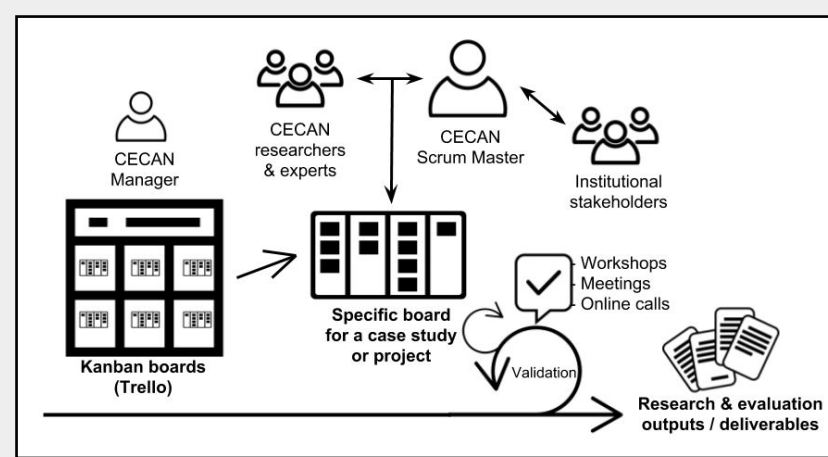 CECAN
Manager
CECAN
researchers
& experts
CECAN
Scrum Master
Institutional
stakeholders
Kanban boards
(Trello)
Specific board
for a case study
or project
- Workshops
- Meetings
- Online calls
Validation
Research & evaluation
outputs / deliverables